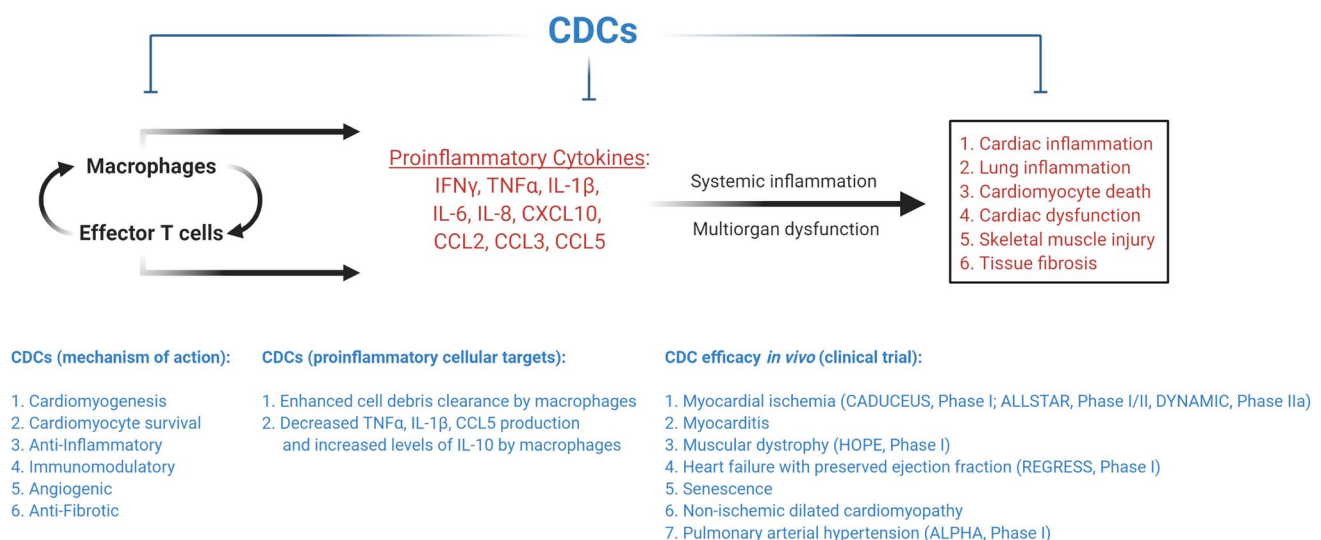 CDCs
Macrophages
Effector T cells
Proinflammatory Cytokines:
IFNγ, TNFα, IL-1β,
IL-6, IL-8, CXCL10,
CCL2, CCL3, CCL5
Systemic inflammation
Multiorgan dysfunction
1. Cardiac inflammation
2. Lung inflammation
3. Cardiomyocyte death
4. Cardiac dysfunction
5. Skeletal muscle injury
6. Tissue fibrosis
CDCs (mechanism of action):
1. Cardiomyogenesis
2. Cardiomyocyte survival
3. Anti-Inflammatory
4. Immunomodulatory
5. Angiogenic
6. Anti-Fibrotic
CDCs (proinflammatory cellular targets):
1. Enhanced cell debris clearance by macrophages
2. Decreased TNFα, IL-1β, CCL5 production
and increased levels of IL-10 by macrophages
CDC efficacy in vivo (clinical trial):
1. Myocardial ischemia (CADUCEUS, Phase I; ALLSTAR, Phase I/II, DYNAMIC, Phase IIa)
2. Myocarditis
3. Muscular dystrophy (HOPE, Phase I)
4. Heart failure with preserved ejection fraction (REGRESS, Phase I)
5. Senescence
6. Non-ischemic dilated cardiomyopathy
7. Pulmonary arterial hypertension (ALPHA, Phase I)